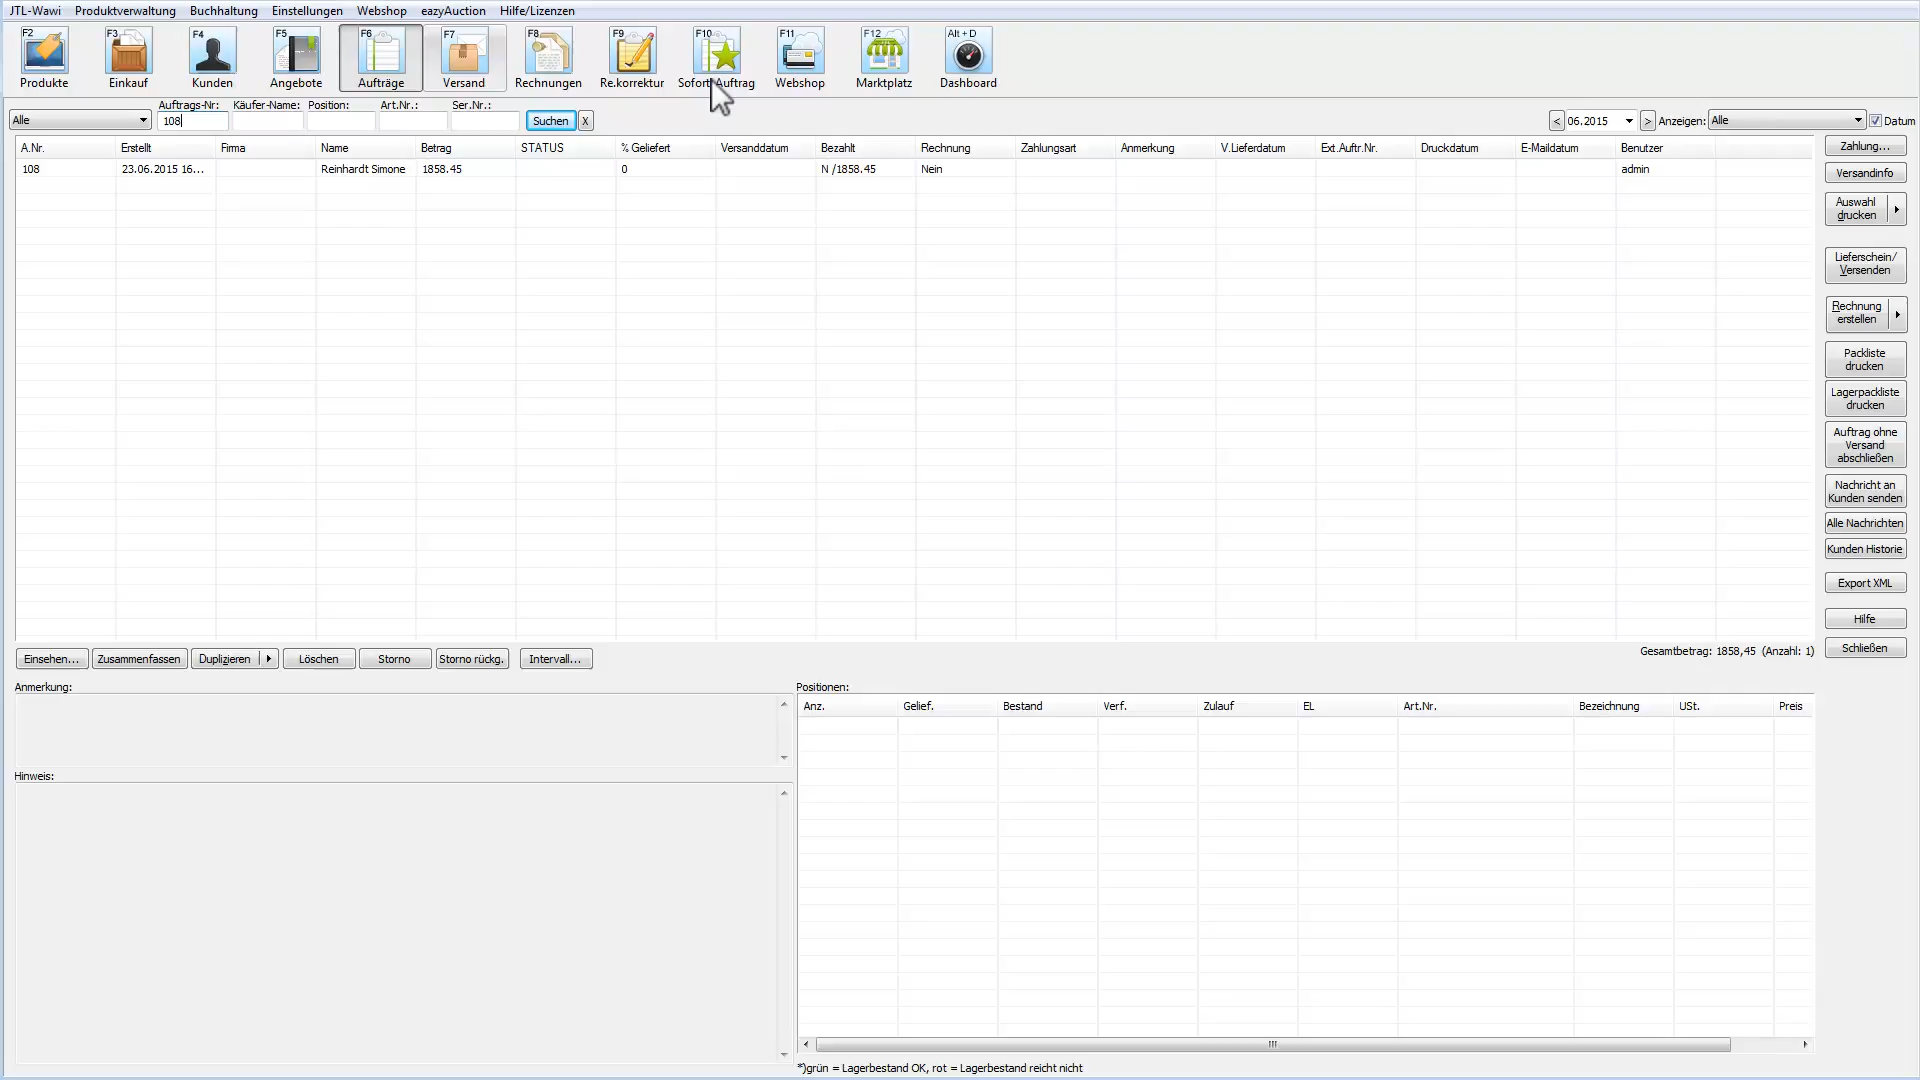 JTL-Wawi Produktverwaltung Buchhaltung Einstellungen Webshop eazyAuction Hilfe/Lizenzen
F2 F3 F4 F5 F6 F7 F8 F9 F10 F11 F12 Alt + D
Produkte Einkauf Kunden Angebote Aufträge Versand Rechnungen Re.korrektur Sofort-Auftrag Webshop Marktplatz Dashboard
Auftrags-Nr: Käufer-Name: Position: Art.Nr.: Ser.Nr.:
Alle 108 Suchen X < 06.2015 > Anzeigen: Alle Datum
A.Nr. Erstellt Firma Name Betrag STATUS % Geliefert Versanddatum Bezahlt Rechnung Zahlungsart Anmerkung V.Lieferdatum Ext.Auftr.Nr. Druckdatum E-Maildatum Benutzer
108 23.06.2015 16... Reinhardt Simone 1858.45 0 N /1858.45 Nein admin
Zahlung...
Versandinfo
Auswahl
drucken
Lieferschein/
Versenden
Rechnung
erstellen
Packliste
drucken
Lagerpackliste
drucken
Auftrag ohne
Versand
abschließen
Nachricht an
Kunden senden
Alle Nachrichten
Kunden Historie
Export XML
Hilfe
Schließen
Einsehen... Zusammenfassen Duplizieren Löschen Storno Storno rückg. Intervall... Gesamtbetrag: 1858,45 (Anzahl: 1)
Anmerkung: Positionen:
Anz. Gelief. Bestand Verf. Zulauf EL Art.Nr. Bezeichnung USt. Preis
Hinweis:
*)grün = Lagerbestand OK, rot = Lagerbestand reicht nicht